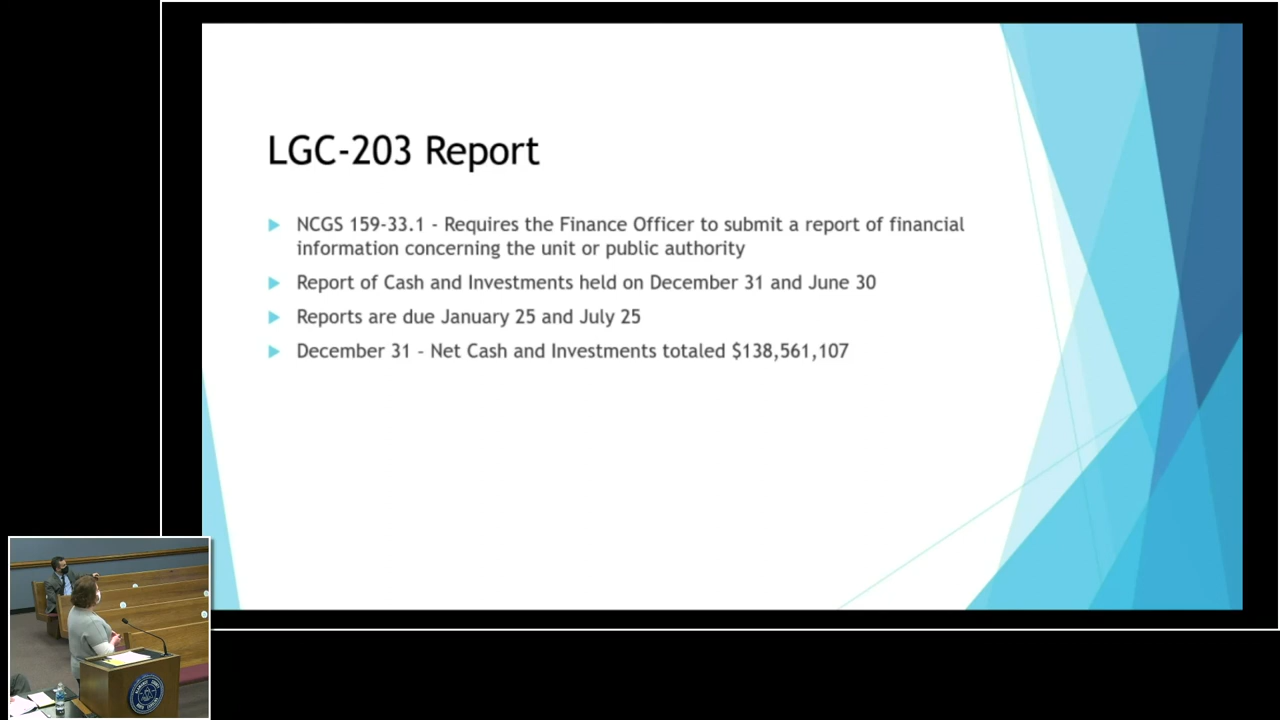 LGC-203 Report
NCGS 159-33.1 - Requires the Finance Officer to submit a report of financial
information concerning the unit or public authority
Report of Cash and Investments held on December 31 and June 30
Reports are due January 25 and July 25
December 31 - Net Cash and Investments totaled $138,561,107